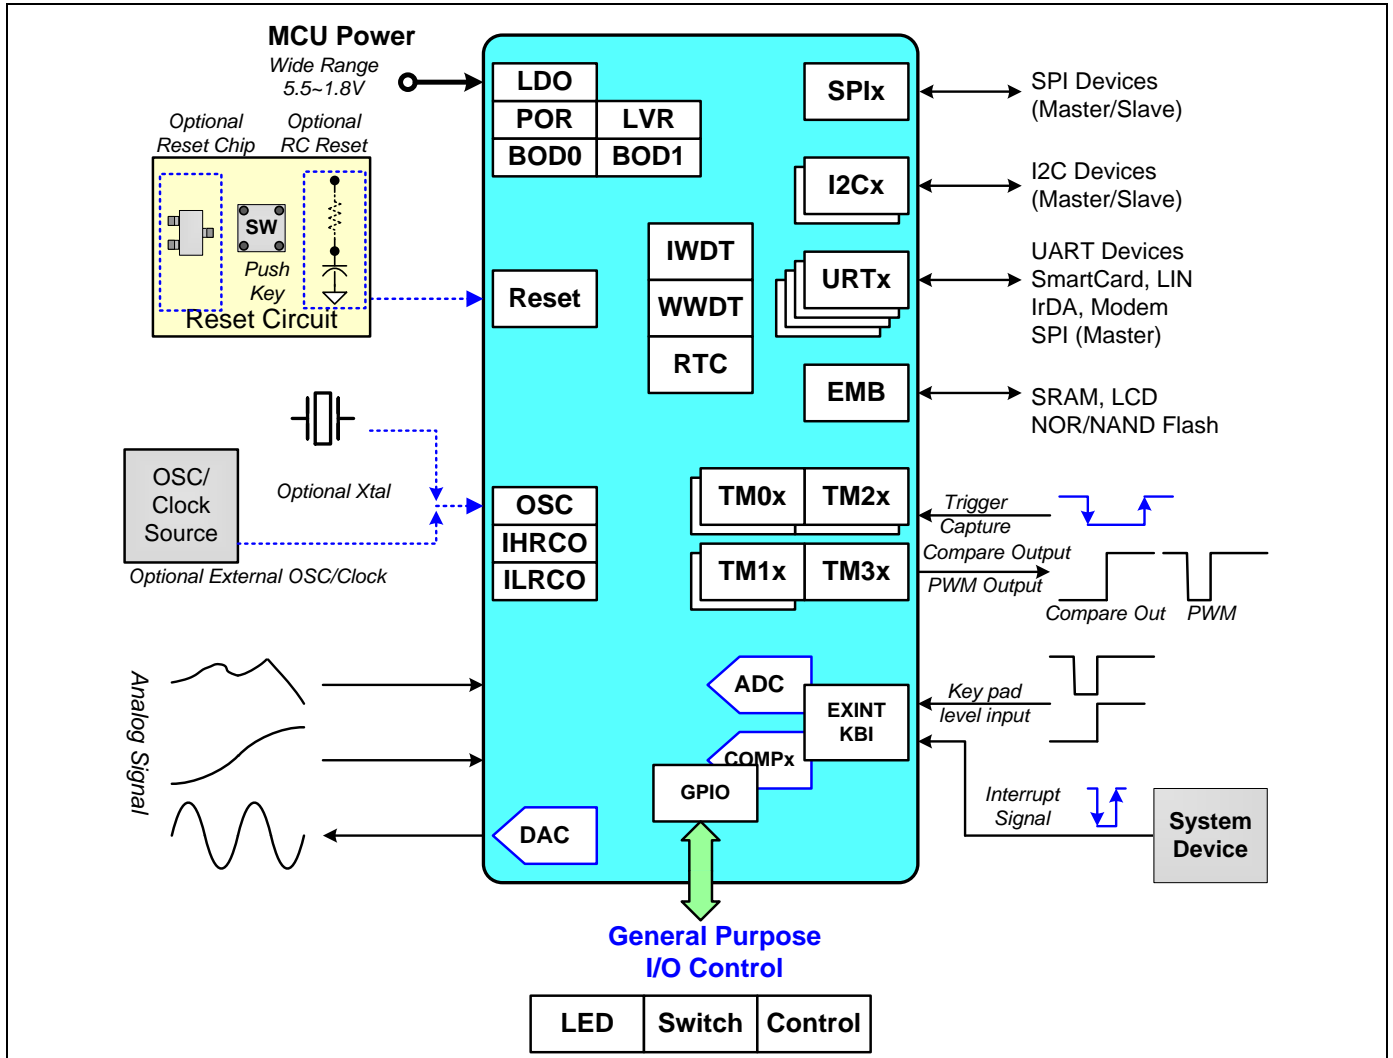 MCU Power
Wide Range
5.5~1.8V
Optional
Reset Chip
Optional
RC Reset
SW
Push
Key
Reset Circuit
OSC/
Clock
Source
Optional Xtal
Optional External OSC/Clock
Analog Signal
LDO
POR
LVR
BOD0
BOD1
Reset
IWDT
WWDT
RTC
OSC
IHRCO
ILRCO
SPIx
I2Cx
URTx
EMB
TM0x
TM2x
TM1x
TM3x
ADC
COMPx
EXINT
KBI
GPIO
DAC
SPI Devices
(Master/Slave)
I2C Devices
(Master/Slave)
UART Devices
SmartCard, LIN
IrDA, Modem
SPI (Master)
SRAM, LCD
NOR/NAND Flash
Trigger
Capture
Compare Output
PWM Output
Compare Out
PWM
Key pad
level input
Interrupt
Signal
System
Device
General Purpose
I/O Control
LED
Switch
Control